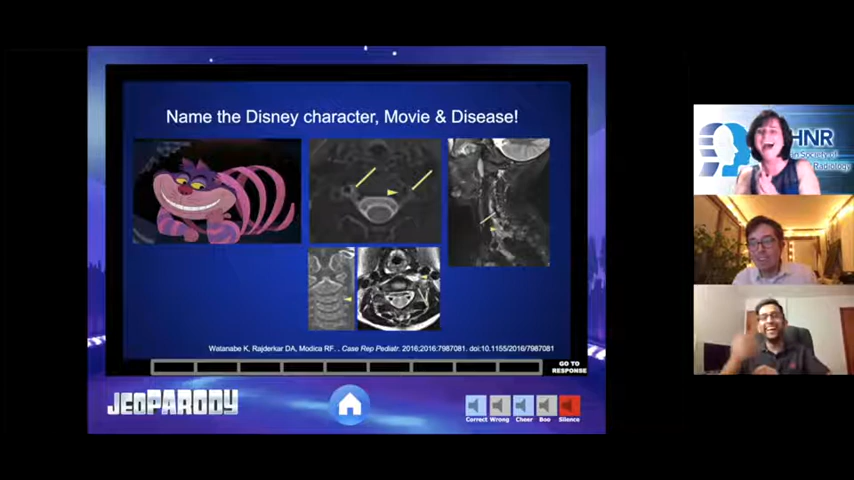 Name the Disney character, Movie & Disease!
Watanabe K, Rajderkar DA, Modica RF. . Case Rep Pediatr. 2016;2016:7987081. doi:10.1155/2016/7987081
GO TO
RESPONSE
JEOPARODY
Correct Wrong Cheer Boo Silence
HNR
Society of
Radiology